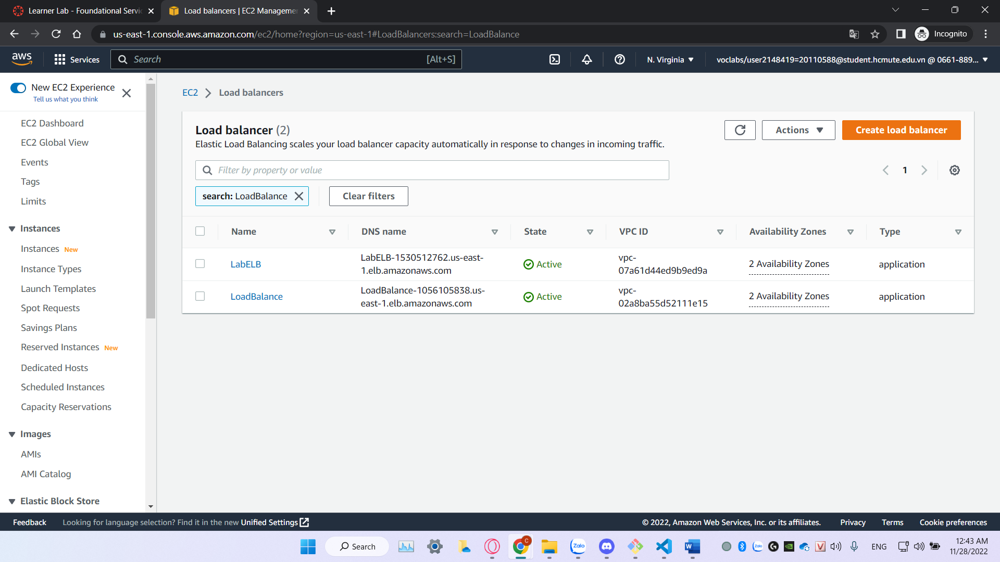 Learner Lab - Foundational Servic
Load balancers | EC2 Managemen
us-east-1.console.aws.amazon.com/ec2/home?region=us-east-1#LoadBalancers:search=LoadBalance
Incognito
aws
Services
Search
[Alt+S]
N. Virginia
voclabs/user2148419=20110588@student.hcmute.edu.vn @ 0661-889...
New EC2 Experience
Tell us what you think
EC2 Dashboard
EC2 Global View
Events
Tags
Limits
Instances
Instances New
Instance Types
Launch Templates
Spot Requests
Savings Plans
Reserved Instances New
Dedicated Hosts
Scheduled Instances
Capacity Reservations
Images
AMIs
AMI Catalog
Elastic Block Store
EC2 > Load balancers
Load balancer (2)
Elastic Load Balancing scales your load balancer capacity automatically in response to changes in incoming traffic.
Actions
Create load balancer
Filter by property or value
1
search: LoadBalance
Clear filters
Name
DNS name
State
VPC ID
Availability Zones
Type
LabELB
LabELB-1530512762.us-east-
1.elb.amazonaws.com
Active
vpc-
07a61d44ed9b9ed9a
2 Availability Zones
application
LoadBalance
LoadBalance-1056105838.us-
east-1.elb.amazonaws.com
Active
vpc-
02a8ba55d52111e15
2 Availability Zones
application
Feedback
Looking for language selection? Find it in the new Unified Settings
© 2022, Amazon Web Services, Inc. or its affiliates.
Privacy
Terms
Cookie preferences
Search
C
Zalo
W
Zalo
V
ENG
12:43 AM
11/28/2022